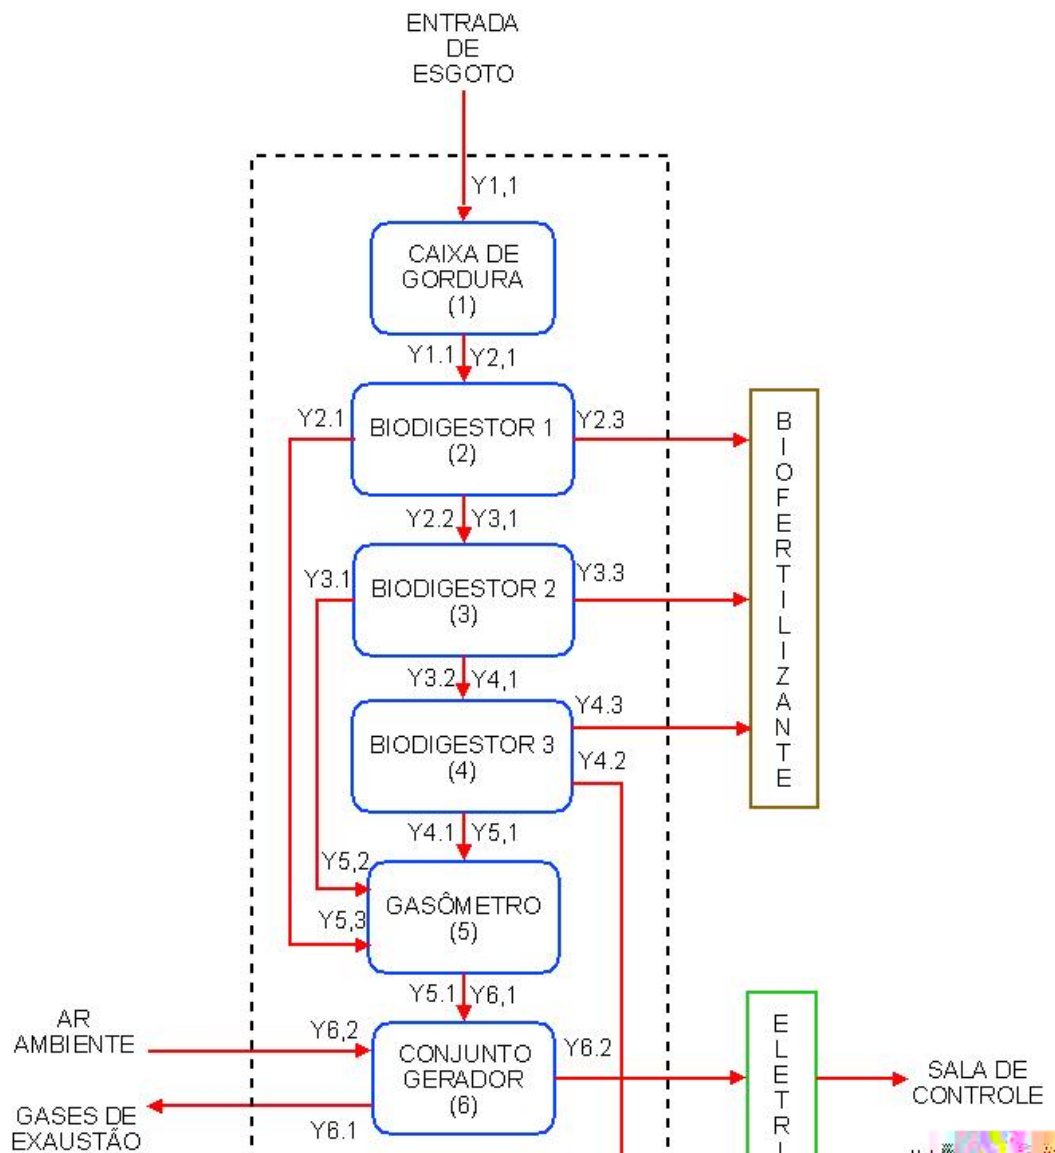 ENTRADA
DE
ESGOTO
Y1,1
CAIXA DE
GORDURA
(1)
Y1.1 Y2,1
Y2.1
BIODIGESTOR 1
(2)
Y2.3
Y2.2 Y3,1
Y3.1
BIODIGESTOR 2
(3)
Y3.3
Y3.2 Y4,1
BIODIGESTOR 3
(4)
Y4.3
Y4.2
BIOFERTILIZANTE
Y4.1 Y5,1
Y5,2
Y5,3
GASÔMETRO
(5)
Y5.1 Y6,1
AR
AMBIENTE
Y6,2
CONJUNTO
GERADOR
(6)
Y6.2
ELETRI
SALA DE
CONTROLE
GASES DE
EXAUSTÃO
Y6.1